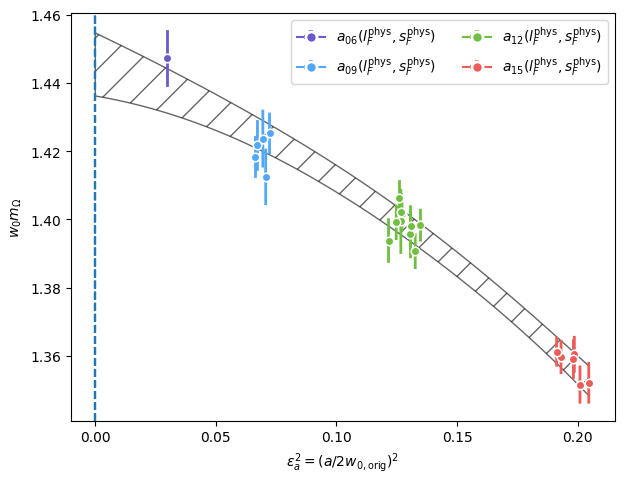 1.46
1.44
1.42
1.40
1.38
1.36
w₀mΩ
a₀₆(l_F^phys, s_F^phys)
a₀₉(l_F^phys, s_F^phys)
a₁₂(l_F^phys, s_F^phys)
a₁₅(l_F^phys, s_F^phys)
0.00 0.05 0.10 0.15 0.20
ε_a² = (a/2w₀,orig)²